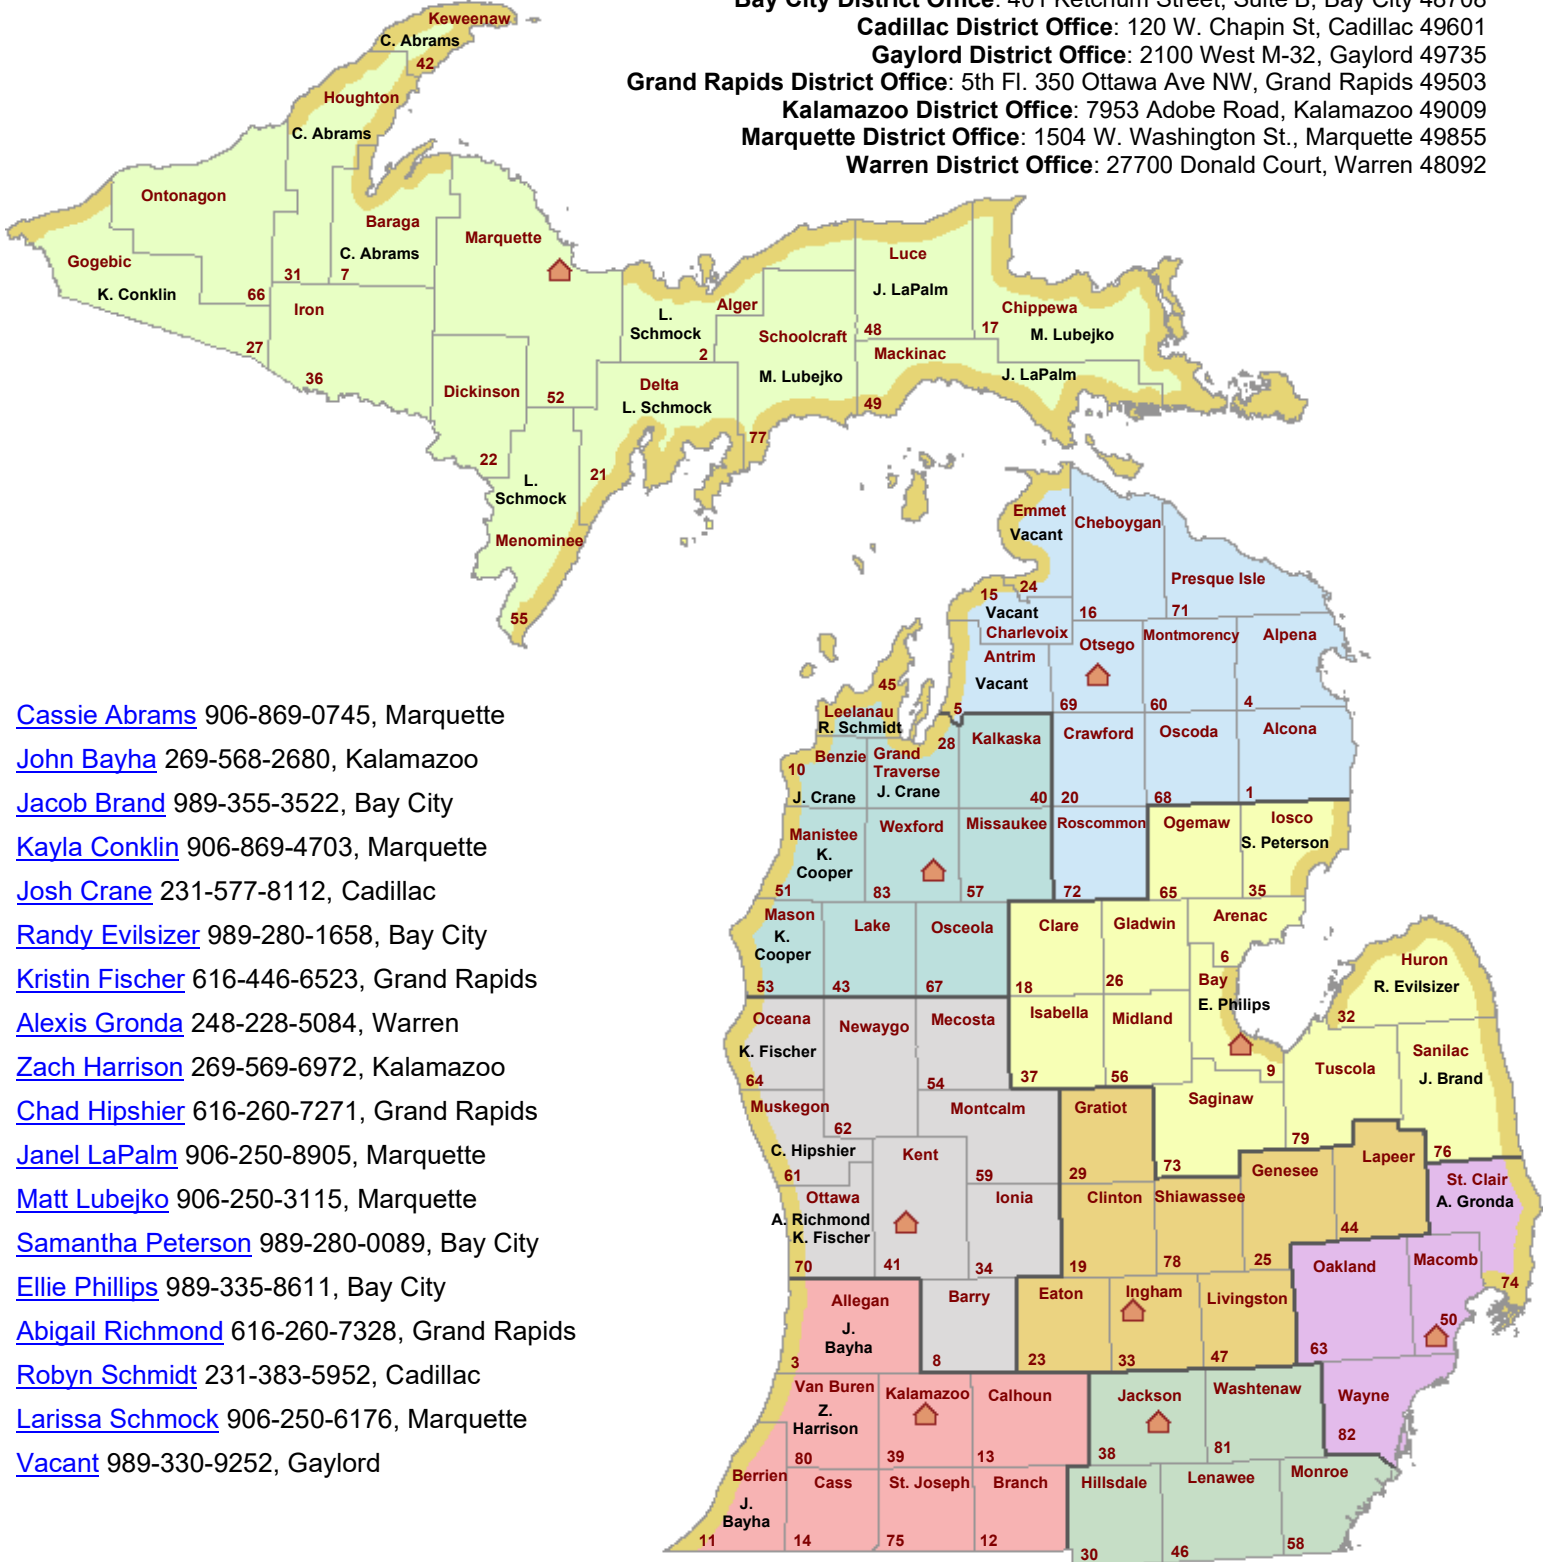 Bay City District Office: 401 Ketchum Street, Suite B, Bay City 48708
Cadillac District Office: 120 W. Chapin St, Cadillac 49601
Gaylord District Office: 2100 West M-32, Gaylord 49735
Grand Rapids District Office: 5th Fl. 350 Ottawa Ave NW, Grand Rapids 49503
Kalamazoo District Office: 7953 Adobe Road, Kalamazoo 49009
Marquette District Office: 1504 W. Washington St., Marquette 49855
Warren District Office: 27700 Donald Court, Warren 48092
Keweenaw
C. Abrams
42
Houghton
C. Abrams
31
Ontonagon
66
Baraga
C. Abrams
7
Gogebic
K. Conklin
27
Iron
36
Marquette
52
Dickinson
22
L.
Schmock
Menominee
55
Delta
L. Schmock
21
Alger
L.
Schmock
2
Schoolcraft
M. Lubejko
77
Luce
J. LaPalm
48
Mackinac
J. LaPalm
49
Chippewa
M. Lubejko
17
Emmet
Vacant
24
Cheboygan
16
Presque Isle
71
15
Vacant
Charlevoix
Antrim
Vacant
5
Otsego
69
Montmorency
60
Alpena
4
45
Leelanau
R. Schmidt
Benzie
10
J. Crane
Grand
Traverse
J. Crane
28
Kalkaska
40
Crawford
20
Oscoda
68
Alcona
1
Manistee
K.
Cooper
51
Wexford
83
Missaukee
57
Roscommon
72
Ogemaw
65
Iosco
S. Peterson
35
Mason
K.
Cooper
53
Lake
43
Osceola
67
Clare
18
Gladwin
26
Arenac
6
Bay
E. Philips
9
Huron
R. Evilsizer
32
Oceana
K. Fischer
64
Newaygo
62
Mecosta
54
Isabella
37
Midland
56
Saginaw
73
Tuscola
79
Sanilac
J. Brand
76
Muskegon
C. Hipshier
61
Montcalm
59
Kent
41
Gratiot
29
Ottawa
A. Richmond
K. Fischer
70
Ionia
34
Clinton
19
Shiawassee
78
Genesee
25
Lapeer
44
St. Clair
A. Gronda
74
Allegan
J.
Bayha
3
Barry
8
Eaton
23
Ingham
33
Livingston
47
Oakland
63
Macomb
50
Van Buren
Z.
Harrison
80
Kalamazoo
39
Calhoun
13
Jackson
38
Washtenaw
81
Wayne
82
Berrien
J.
Bayha
11
Cass
14
St. Joseph
75
Branch
12
Hillsdale
30
Lenawee
46
Monroe
58
Cassie Abrams 906-869-0745, Marquette
John Bayha 269-568-2680, Kalamazoo
Jacob Brand 989-355-3522, Bay City
Kayla Conklin 906-869-4703, Marquette
Josh Crane 231-577-8112, Cadillac
Randy Evilsizer 989-280-1658, Bay City
Kristin Fischer 616-446-6523, Grand Rapids
Alexis Gronda 248-228-5084, Warren
Zach Harrison 269-569-6972, Kalamazoo
Chad Hipshier 616-260-7271, Grand Rapids
Janel LaPalm 906-250-8905, Marquette
Matt Lubejko 906-250-3115, Marquette
Samantha Peterson 989-280-0089, Bay City
Ellie Phillips 989-335-8611, Bay City
Abigail Richmond 616-260-7328, Grand Rapids
Robyn Schmidt 231-383-5952, Cadillac
Larissa Schmock 906-250-6176, Marquette
Vacant 989-330-9252, Gaylord